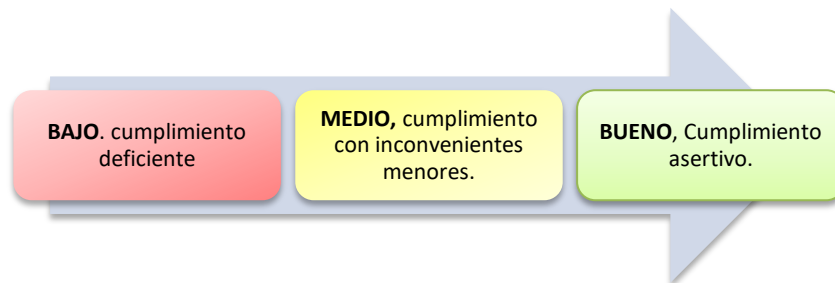 BAJO. cumplimiento
deficiente
MEDIO, cumplimiento
con inconvenientes
menores.
BUENO, Cumplimiento
asertivo.